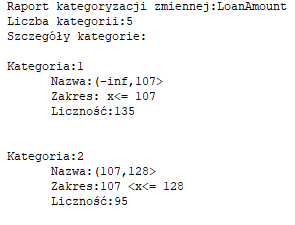 Raport kategoryzacji zmiennej:LoanAmount
Liczba kategorii:5
Szczegóły kategorie:
Kategoria:1
Nazwa:(-inf,107>
Zakres: x<= 107
Liczność:135
Kategoria:2
Nazwa:(107,128>
Zakres:107 <x<= 128
Liczność:95